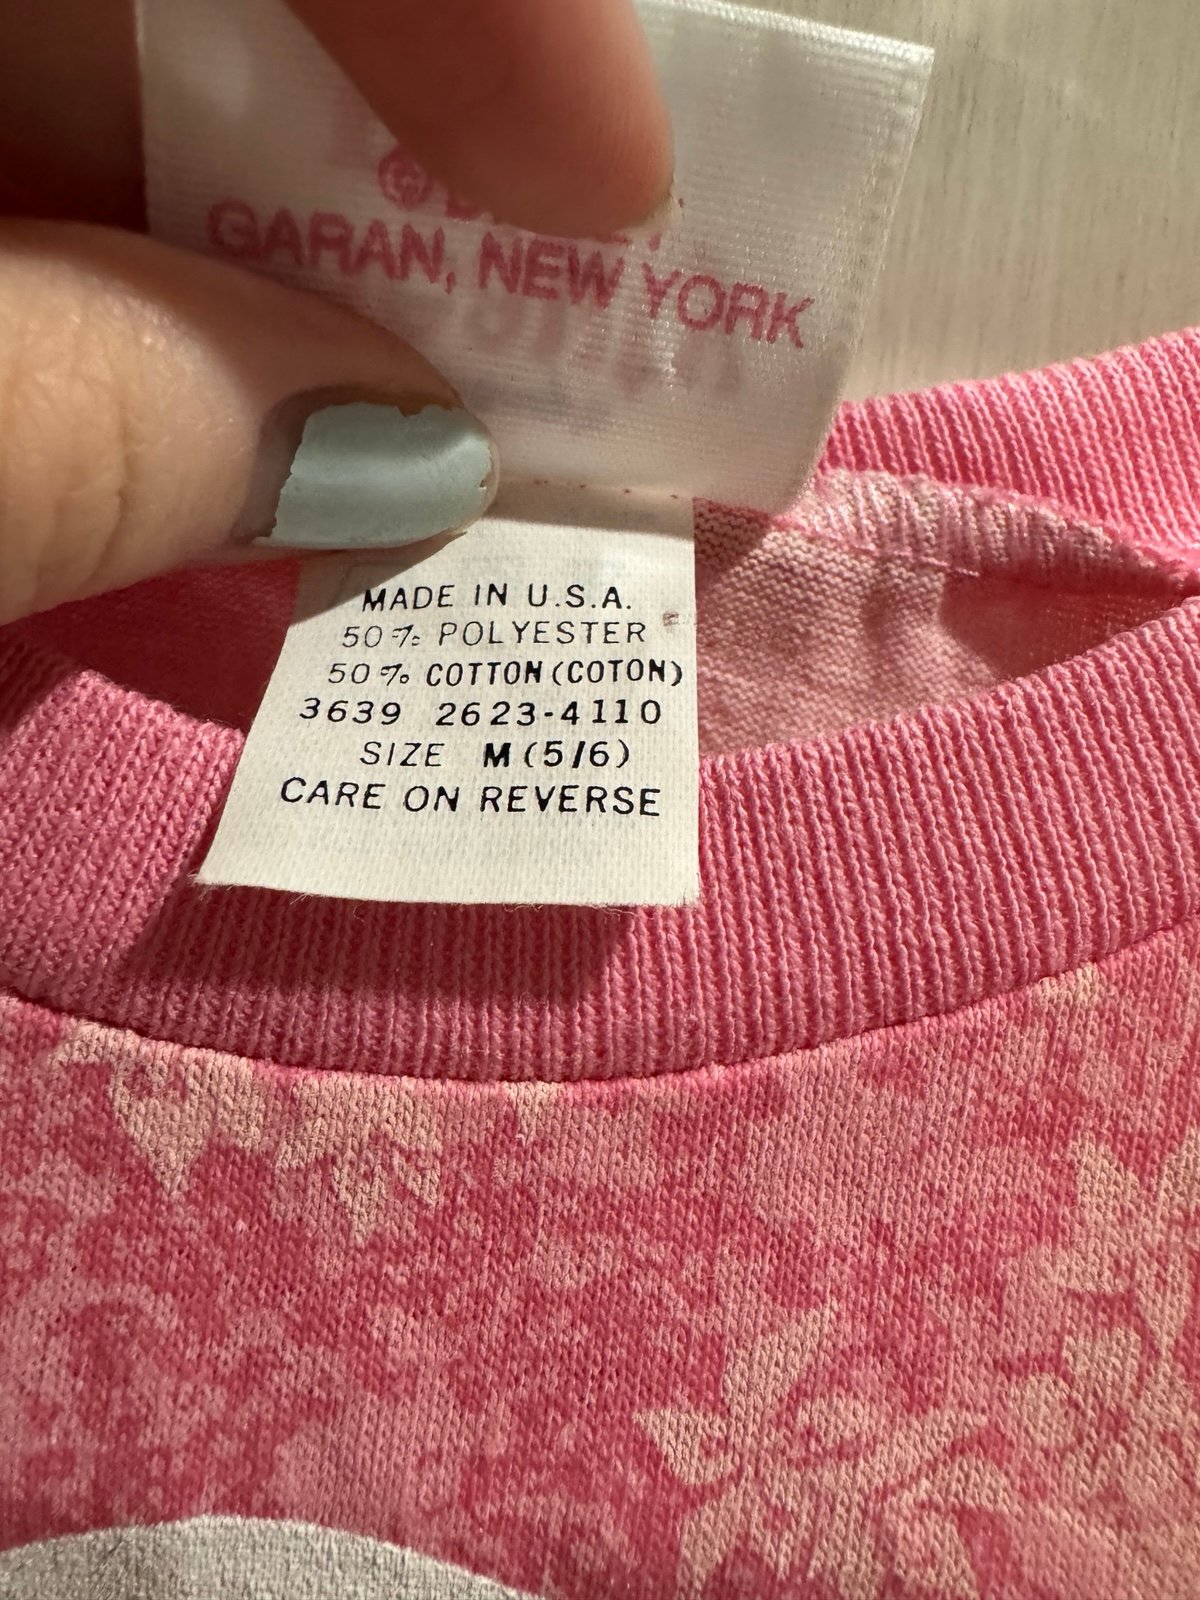 ©
GARAN, NEW YORK
MADE IN U.S.A.
50% POLYESTER
50% COTTON (COTON)
3639 2623-4110
SIZE M (5/6)
CARE ON REVERSE